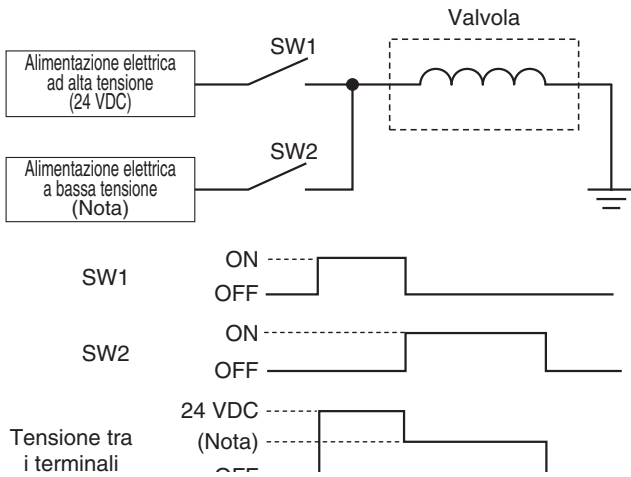 Valvola
SW1
Alimentazione elettrica
ad alta tensione
(24 VDC)
SW2
Alimentazione elettrica
a bassa tensione
(Nota)
SW1
ON
OFF
SW2
ON
OFF
Tensione tra
i terminali
24 VDC
(Nota)
OFF